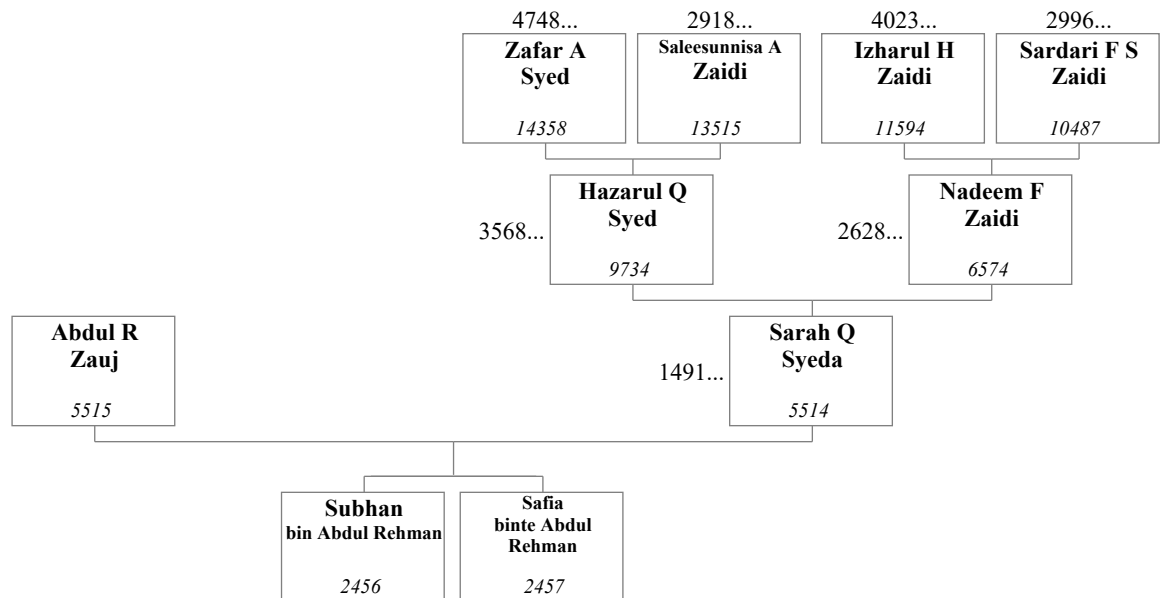 4748...
2918...
4023...
2996...
Zafar A
Syed
14358
Saleesunnisa A
Zaidi
13515
Izharul H
Zaidi
11594
Sardari F S
Zaidi
10487
3568...
Hazarul Q
Syed
9734
2628...
Nadeem F
Zaidi
6574
Abdul R
Zauj
5515
1491...
Sarah Q
Syeda
5514
Subhan
bin Abdul Rehman
2456
Safia
binte Abdul
Rehman
2457